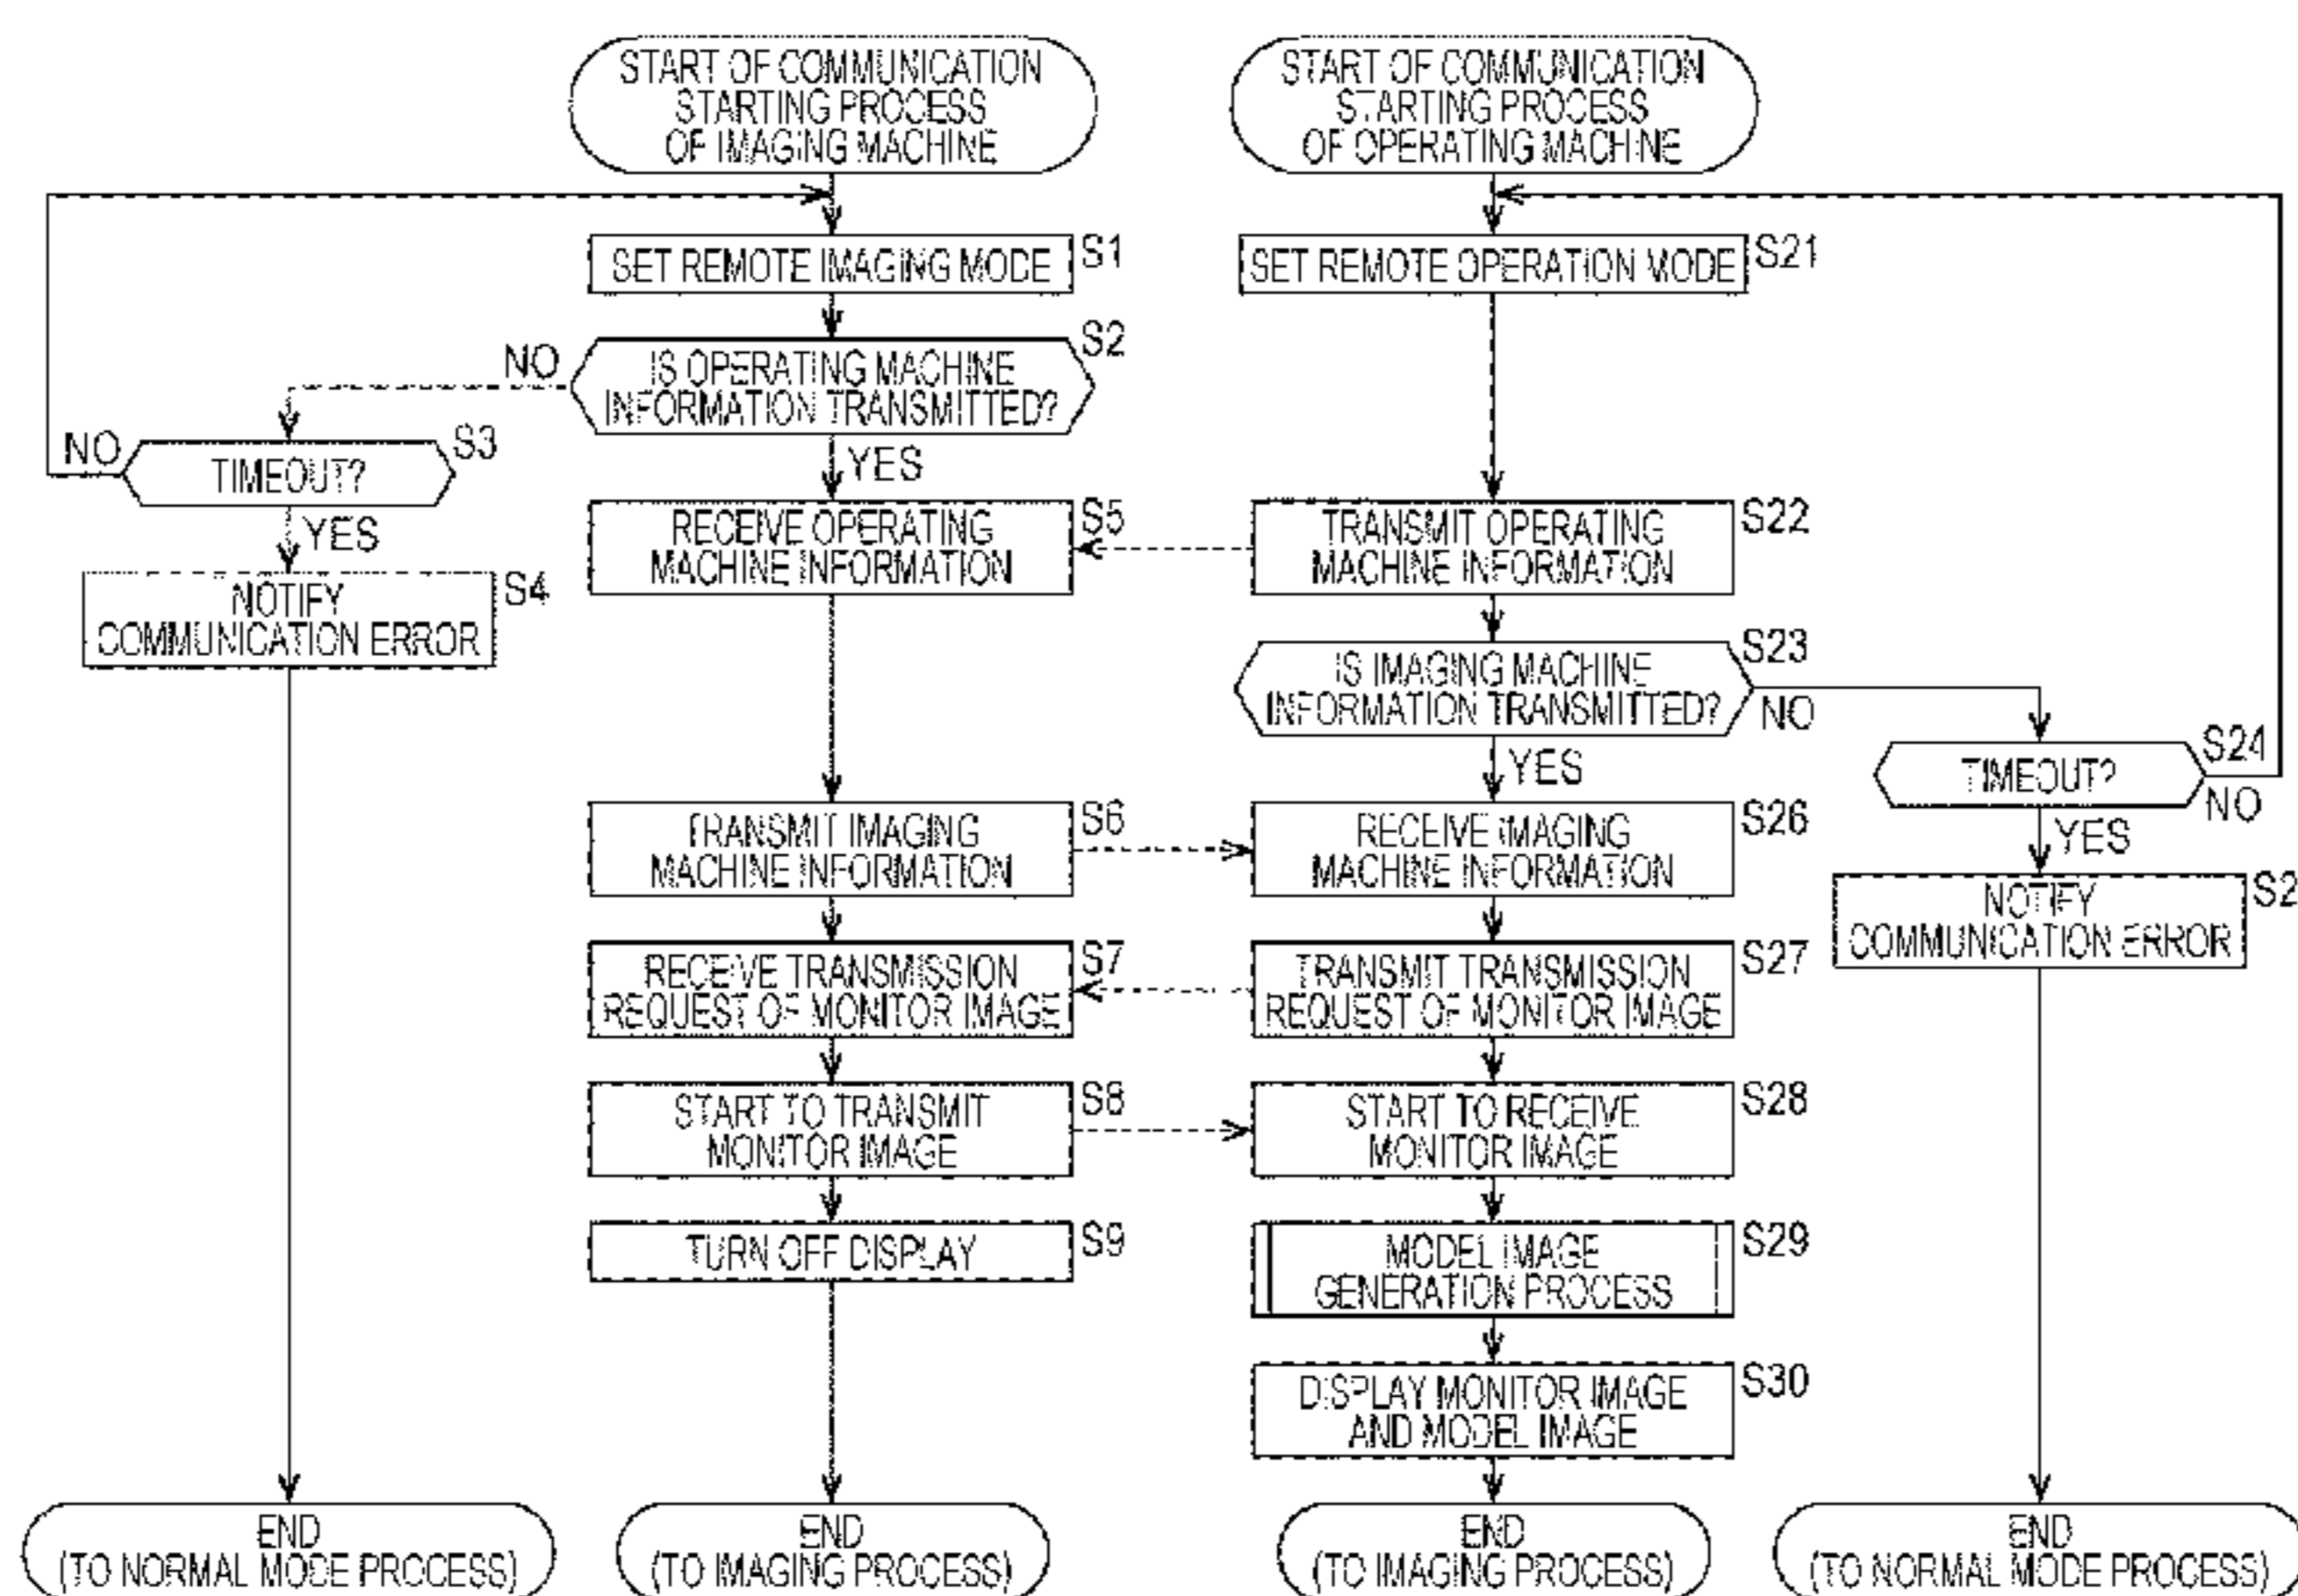 START OF COMMUNICATION
STARTING PROCESS
OF IMAGING MACHINE
START OF COMMUNICATION
STARTING PROCESS
OF OPERATING MACHINE
SET REMOTE IMAGING MODE
S1
SET REMOTE OPERATION MODE
S21
IS OPERATING MACHINE
INFORMATION TRANSMITTED?
S2
NO
YES
TIMEOUT?
S3
NO
YES
NOTIFY
COMMUNICATION ERROR
S4
RECEIVE OPERATING
MACHINE INFORMATION
S5
TRANSMIT OPERATING
MACHINE INFORMATION
S22
IS IMAGING MACHINE
INFORMATION TRANSMITTED?
S23
NO
YES
TIMEOUT?
S24
NO
YES
TRANSMIT IMAGING
MACHINE INFORMATION
S6
RECEIVE IMAGING
MACHINE INFORMATION
S26
NOTIFY
COMMUNICATION ERROR
S2
RECEIVE TRANSMISSION
REQUEST OF MONITOR IMAGE
S7
TRANSMIT TRANSMISSION
REQUEST OF MONITOR IMAGE
S27
START TO TRANSMIT
MONITOR IMAGE
S8
START TO RECEIVE
MONITOR IMAGE
S28
TURN OFF DISPLAY
S9
MODEL IMAGE
GENERATION PROCESS
S29
DISPLAY MONITOR IMAGE
AND MODEL IMAGE
S30
END
(TO NORMAL MODE PROCESS)
END
(TO IMAGING PROCESS)
END
(TO IMAGING PROCESS)
END
(TO NORMAL MODE PROCESS)